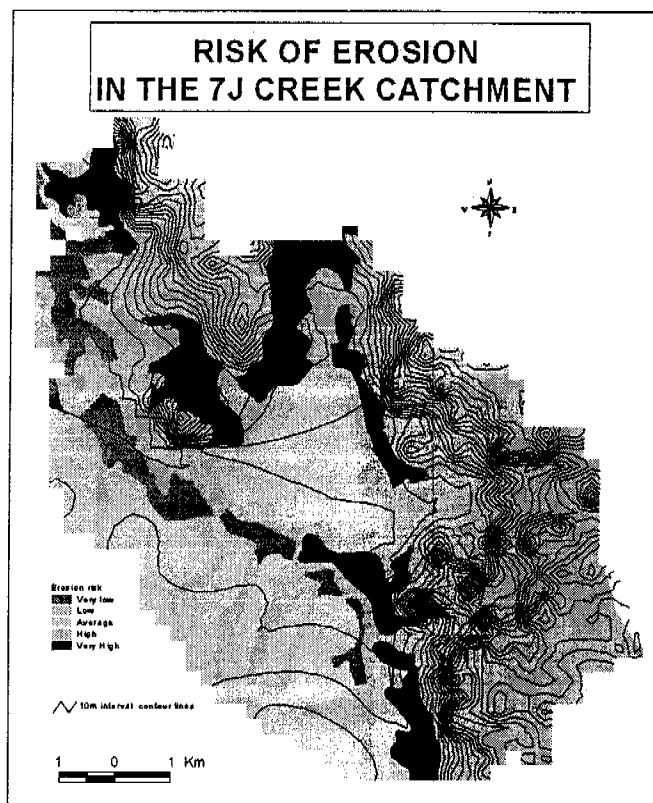 RISK OF EROSION
IN THE 7J CREEK CATCHMENT
Erosion risk
Very low
Low
Average
High
Very High
10m interval contour lines
1 0 1 Km